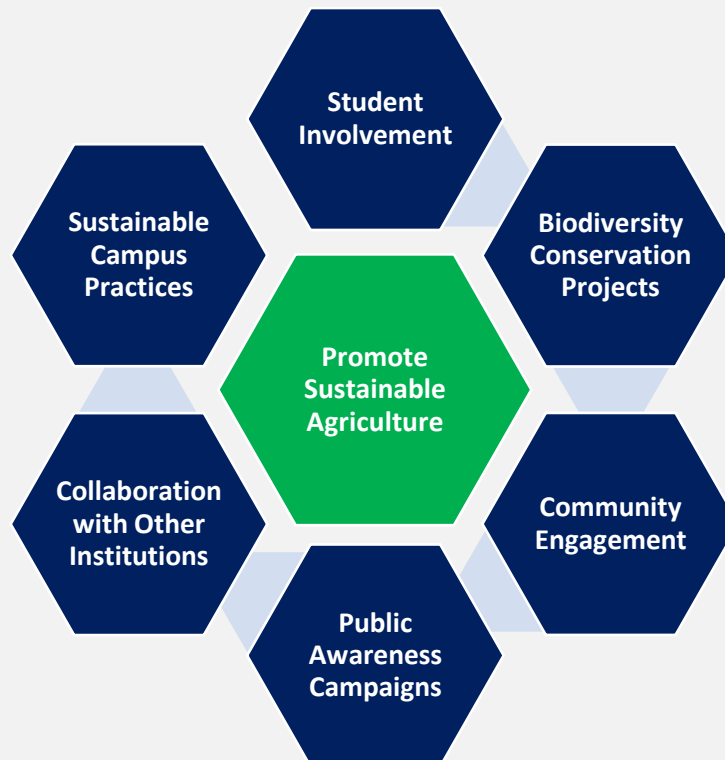 Student
Involvement
Biodiversity
Conservation
Projects
Community
Engagement
Public
Awareness
Campaigns
Collaboration
with Other
Institutions
Sustainable
Campus
Practices
Promote
Sustainable
Agriculture